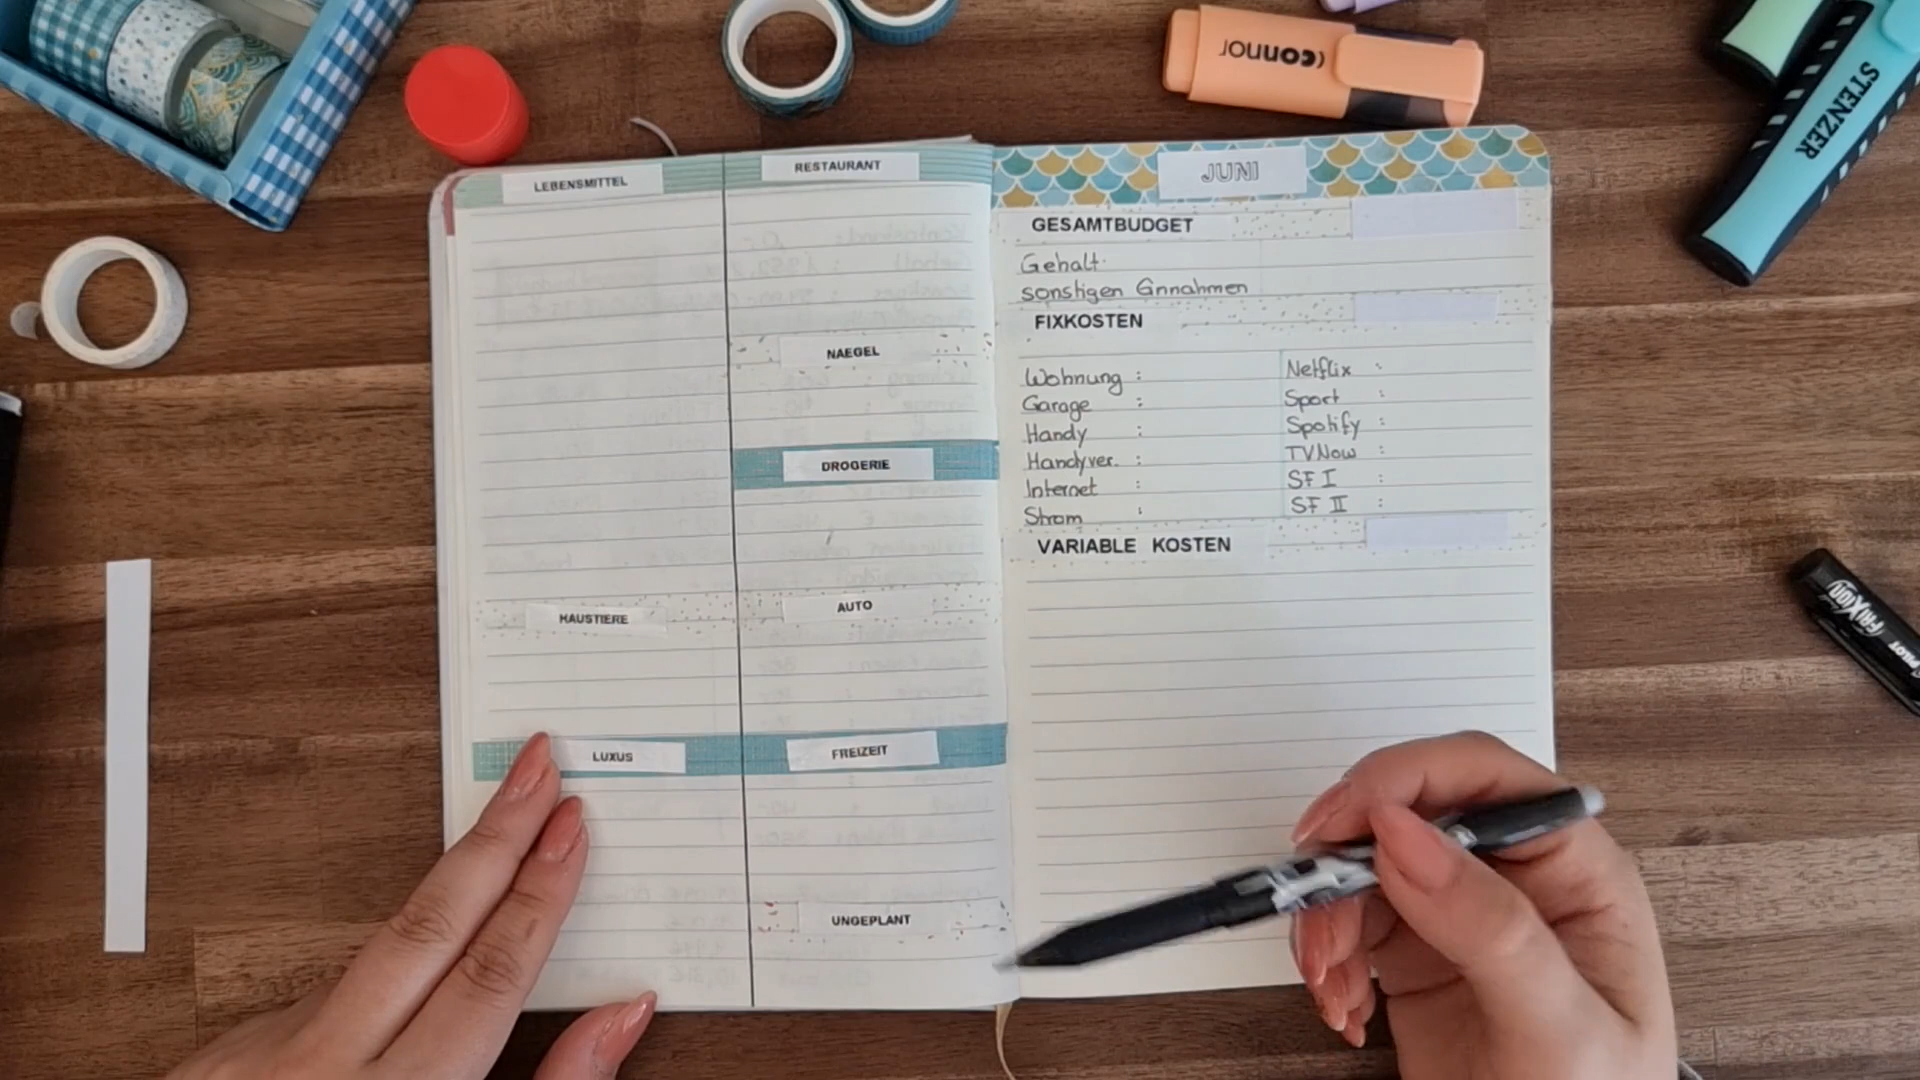 LEBENSMITTEL
RESTAURANT
NAEGEL
DROGERIE
HAUSTIERE
AUTO
LUXUS
FREIZEIT
UNGEPLANT
JUNI
GESAMTBUDGET
Gehalt
sonstigen Einnahmen
FIXKOSTEN
Wohnung :
Garage :
Handy :
Handyver. :
Internet :
Strom :
Netflix :
Sport :
Spotify :
TVNow :
SF I :
SF II :
VARIABLE KOSTEN
connor
STENZER
PILOT
FRIXION